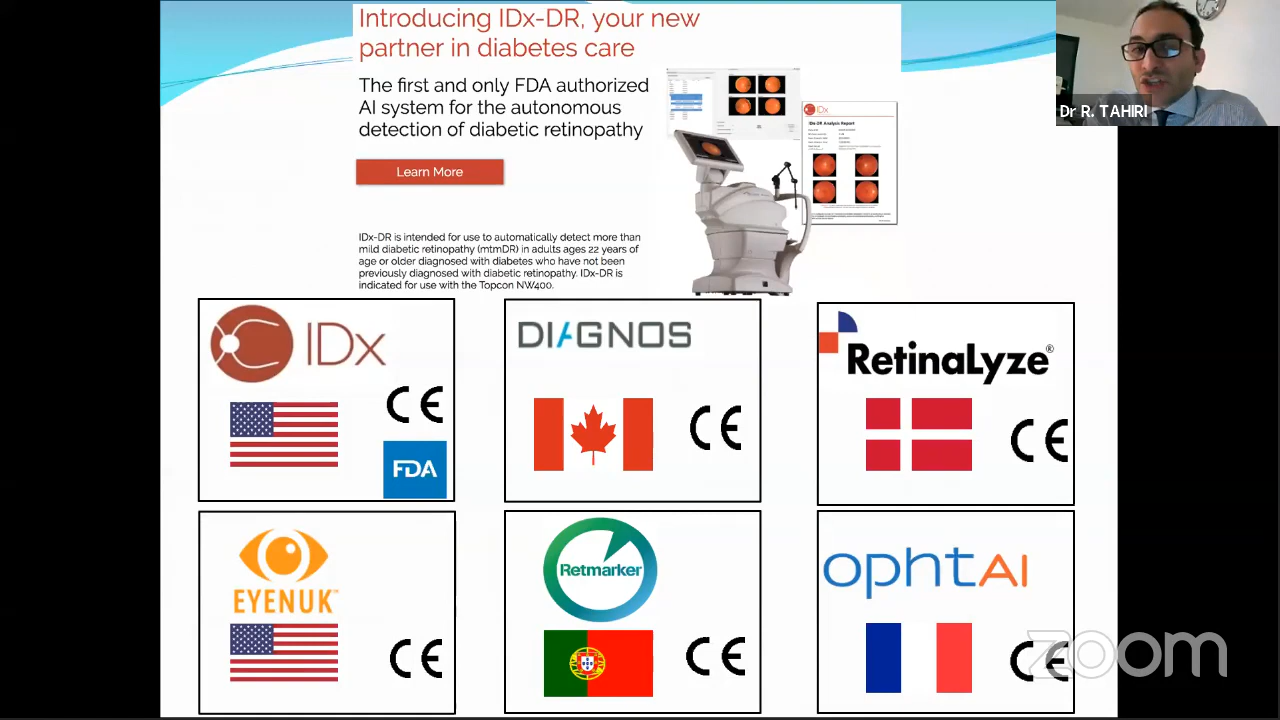 Introducing IDx-DR, your new
partner in diabetes care
The first and only FDA authorized
AI system for the autonomous
detection of diabetic retinopathy
Learn More
IDx-DR is intended for use to automatically detect more than
mild diabetic retinopathy (mtmDR) in adults ages 22 years of
age or older diagnosed with diabetes who have not been
previously diagnosed with diabetic retinopathy. IDx-DR is
indicated for use with the Topcon NW400.
IDx
IDx-DR Analysis Report
Dr R. TAHIRI
IDx
CE
FDA
DIAGNOS
CE
RetinaLyze®
CE
EYENUK™
CE
Retmarker
CE
OPHTAI
CE
zoom